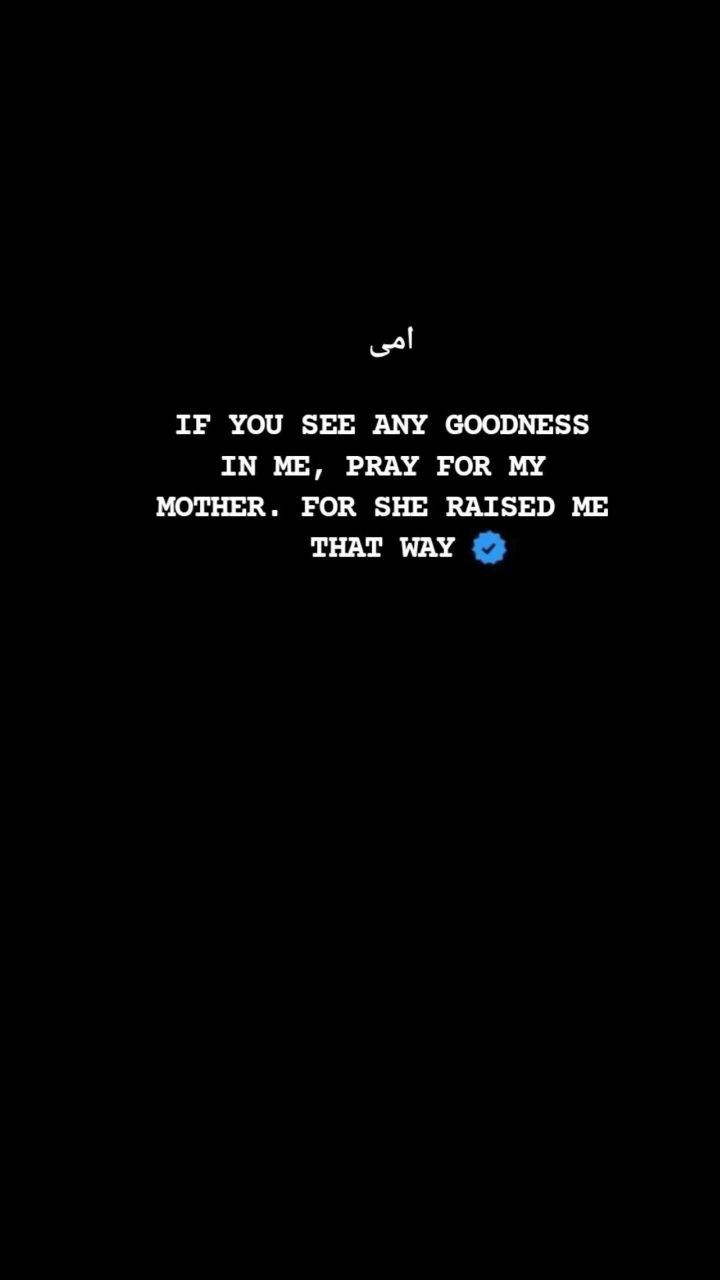 امی
IF YOU SEE ANY GOODNESS
IN ME, PRAY FOR MY
MOTHER. FOR SHE RAISED ME
THAT WAY